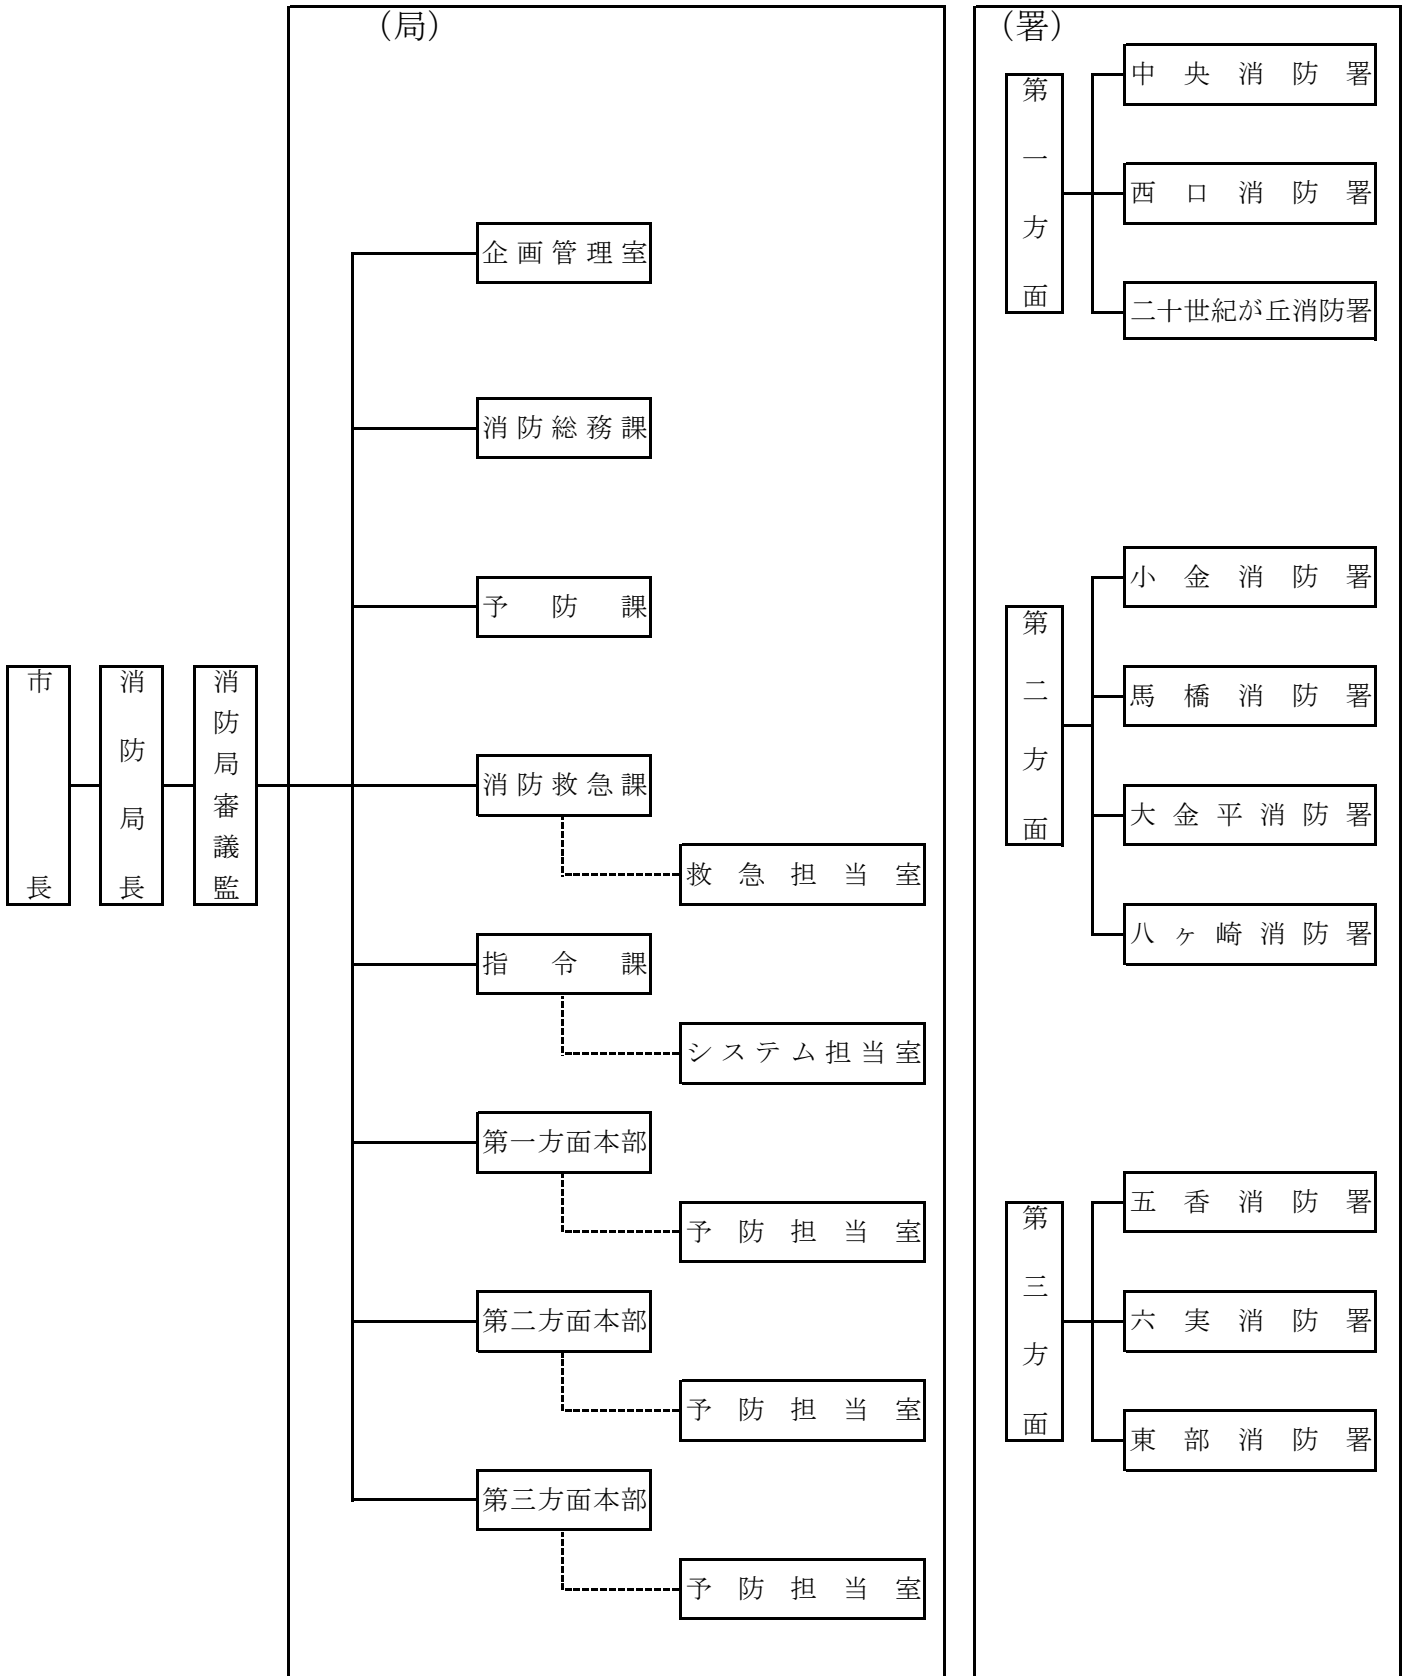 市長
消防局長
消防局審議監
（局）
企画管理室
消防総務課
予防課
消防救急課
救急担当室
指令課
システム担当室
第一方面本部
予防担当室
第二方面本部
予防担当室
第三方面本部
予防担当室
（署）
第一方面
中央消防署
西口消防署
二十世紀が丘消防署
第二方面
小金消防署
馬橋消防署
大金平消防署
八ヶ崎消防署
第三方面
五香消防署
六実消防署
東部消防署